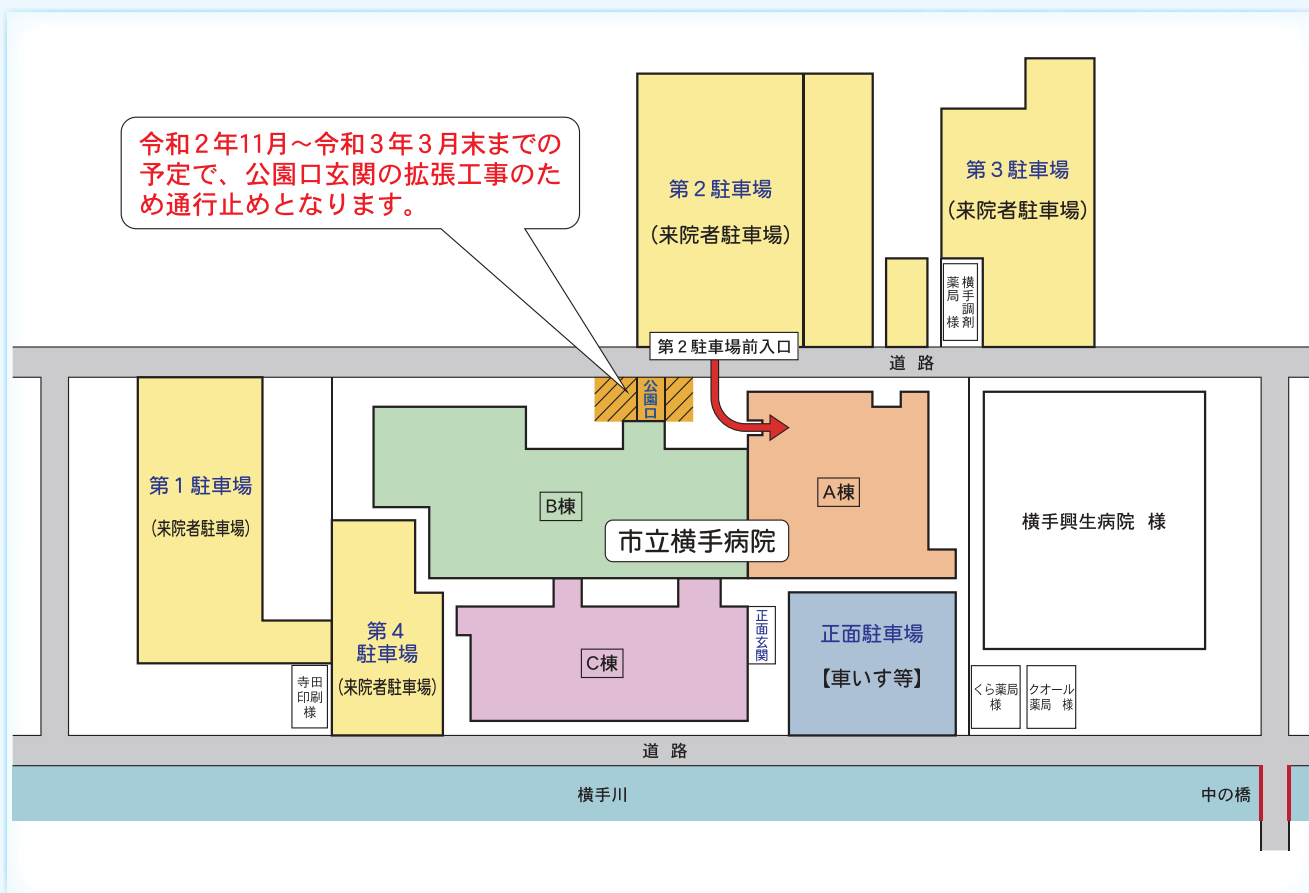 令和２年11月～令和３年３月末までの
予定で、公園口玄関の拡張工事のた
め通行止めとなります。
第２駐車場
(来院者駐車場)
第３駐車場
(来院者駐車場)
横手調剤
薬局 様
第２駐車場前入口
道 路
公園口
第１駐車場
(来院者駐車場)
B棟
A棟
市立横手病院
横手興生病院 様
第４
駐車場
(来院者駐車場)
C棟
正面玄関
正面駐車場
【車いす等】
寺田
印刷
様
くら薬局
様
クオール
薬局 様
道 路
横手川
中の橋